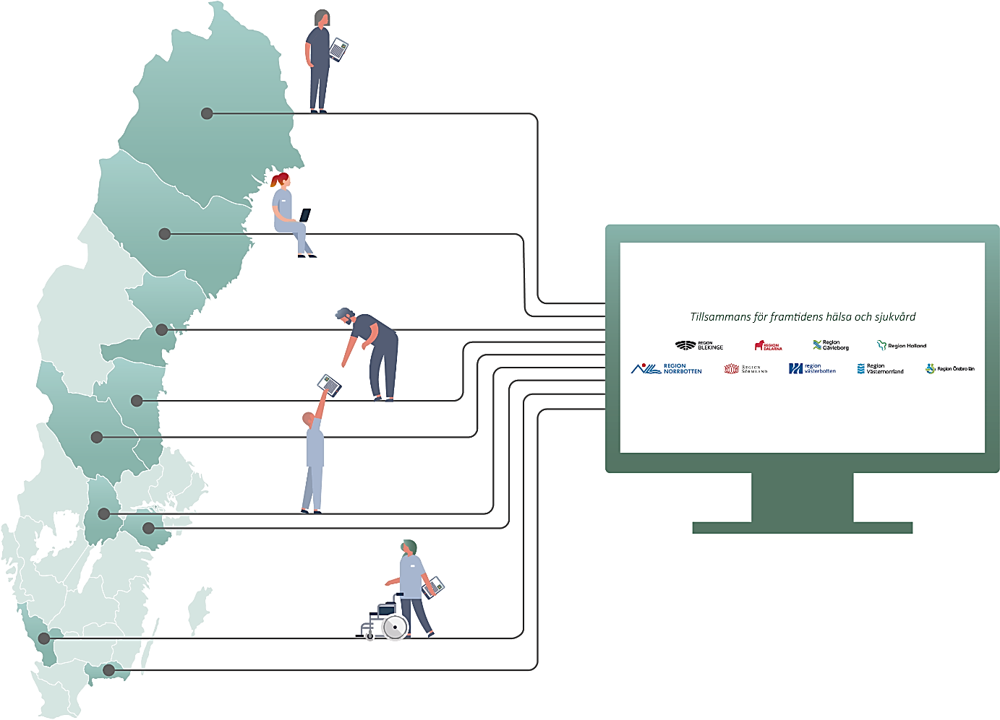 Tillsammans för framtidens hälsa och sjukvård
REGION
BLEKINGE
REGION
DALARNA
Region
Gävleborg
Region Halland
REGION
NORRBOTTEN
REGION
SÖRMLAND
region
västerbotten
Region
Västernorrland
Region Örebro län